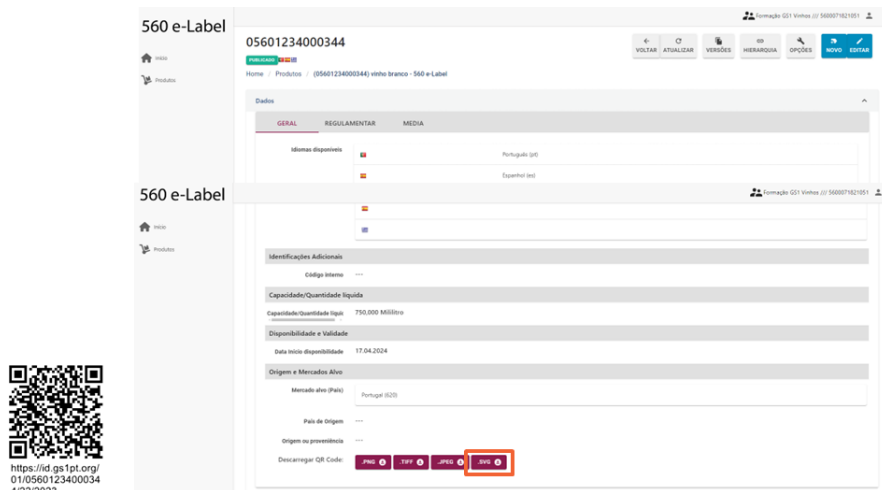 560 e-Label
Formação GS1 Vinhos /// 5600071821051
05601234000344
VOLTAR
ATUALIZAR
VERSÕES
HIERARQUIA
OPÇÕES
NOVO
EDITAR
Início
PUBLICADO
Home / Produtos / (05601234000344) vinho branco - 560 e-Label
Produtos
Dados
GERAL REGULAMENTAR MEDIA
Idiomas disponíveis
Português (pt)
Espanhol (es)
560 e-Label
Formação GS1 Vinhos /// 5600071821051
Início
Produtos
Identificações Adicionais
Código Interno ---
Capacidade/Quantidade líquida
Capacidade/Quantidade líqui 750,000 Mililitro
Disponibilidade e Validade
Data início disponibilidade 17.04.2024
Origem e Mercados Alvo
Mercado alvo (País) Portugal (620)
País de Origem ---
Origem ou proveniência ---
Descarregar QR Code: .PNG .TIFF .JPEG .SVG
https://id.gs1pt.org/
01/0560123400034